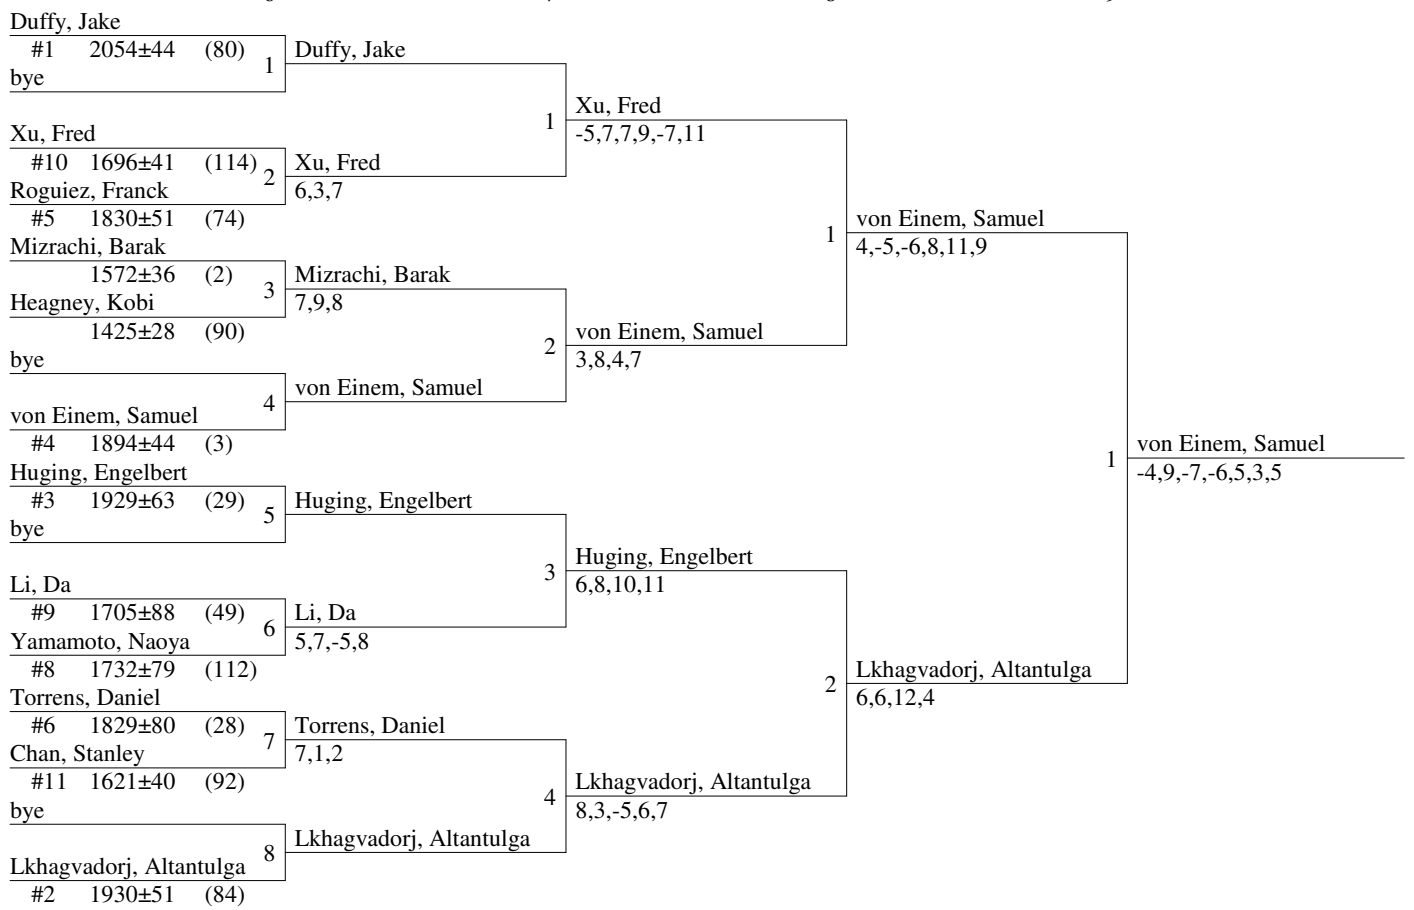 Duffy, Jake
#1 2054±44 (80)
bye
1
Duffy, Jake
Xu, Fred
#10 1696±41 (114)
Roguiez, Franck
#5 1830±51 (74)
2
Xu, Fred
6,3,7
Mizrachi, Barak
1572±36 (2)
Heagney, Kobi
1425±28 (90)
3
Mizrachi, Barak
7,9,8
bye
von Einem, Samuel
#4 1894±44 (3)
4
von Einem, Samuel
Huging, Engelbert
#3 1929±63 (29)
bye
5
Huging, Engelbert
Li, Da
#9 1705±88 (49)
Yamamoto, Naoya
#8 1732±79 (112)
6
Li, Da
5,7,-5,8
Torrens, Daniel
#6 1829±80 (28)
Chan, Stanley
#11 1621±40 (92)
7
Torrens, Daniel
7,1,2
bye
Lkhagvadorj, Altantulga
#2 1930±51 (84)
8
Lkhagvadorj, Altantulga
1
Xu, Fred
-5,7,7,9,-7,11
2
von Einem, Samuel
3,8,4,7
3
Huging, Engelbert
6,8,10,11
4
Lkhagvadorj, Altantulga
8,3,-5,6,7
1
von Einem, Samuel
4,-5,-6,8,11,9
2
Lkhagvadorj, Altantulga
6,6,12,4
1
von Einem, Samuel
-4,9,-7,-6,5,3,5